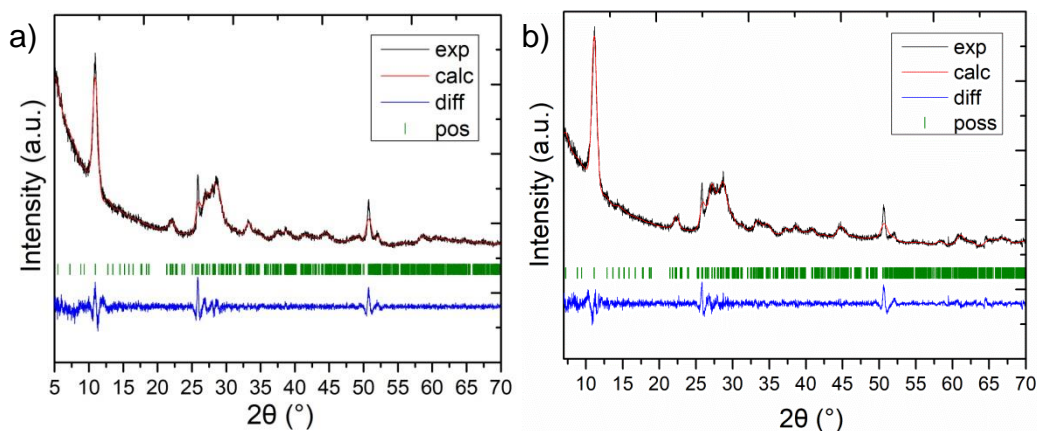 a)
exp
calc
diff
pos
Intensity (a.u.)
5 10 15 20 25 30 35 40 45 50 55 60 65 70
2θ (°)
b)
exp
calc
diff
poss
Intensity (a.u.)
10 15 20 25 30 35 40 45 50 55 60 65 70
2θ (°)